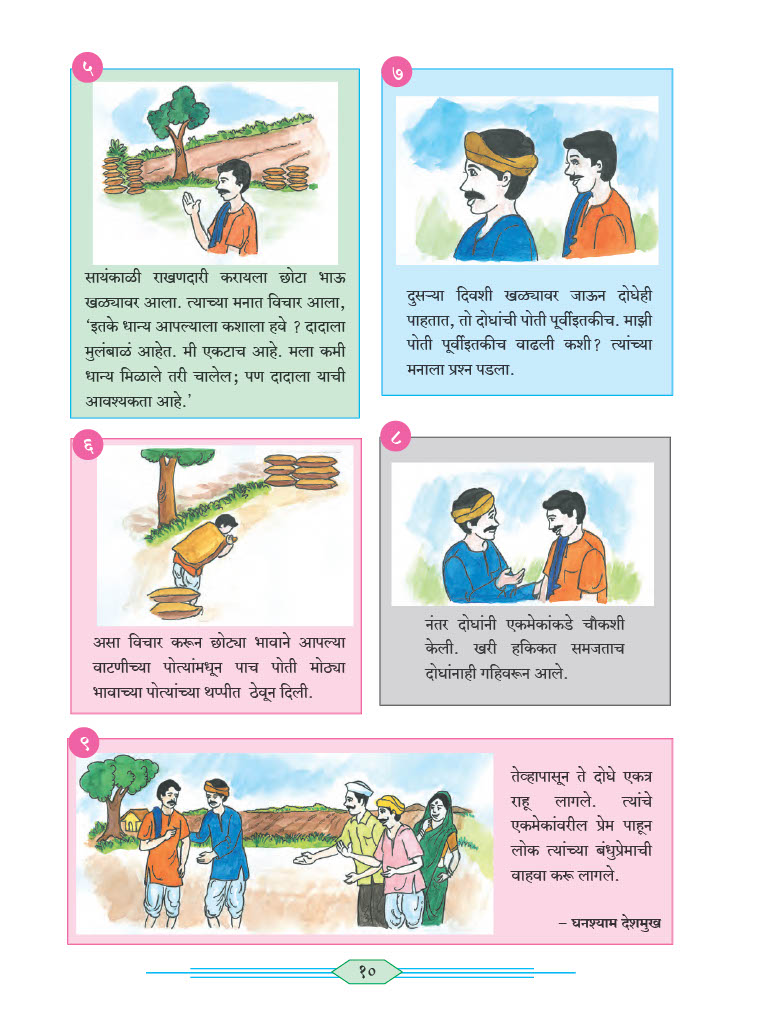 ५
सायंकाळी राखणदारी करायला छोटा भाऊ
खळ्यावर आला. त्याच्या मनात विचार आला,
‘इतके धान्य आपल्याला कशाला हवे ? दादाला
मुलंबाळं आहेत. मी एकटाच आहे. मला कमी
धान्य मिळाले तरी चालेल; पण दादाला याची
आवश्यकता आहे.’
६
असा विचार करून छोट्या भावाने आपल्या
वाटणीच्या पोत्यांमधून पाच पोती मोठ्या
भावाच्या पोत्यांच्या थप्पीत ठेवून दिली.
७
दुसऱ्या दिवशी खळ्यावर जाऊन दोघेही
पाहतात, तो दोघांची पोती पूर्वीइतकीच. माझी
पोती पूर्वीइतकीच वाढली कशी? त्यांच्या
मनाला प्रश्न पडला.
८
नंतर दोघांनी एकमेकांकडे चौकशी
केली. खरी हकिकत समजताच
दोघांनाही गहिवरून आले.
९
तेव्हापासून ते दोघे एकत्र
राहू लागले. त्यांचे
एकमेकांवरील प्रेम पाहून
लोक त्यांच्या बंधुप्रेमाची
वाहवा करू लागले.
– घनश्याम देशमुख
१०